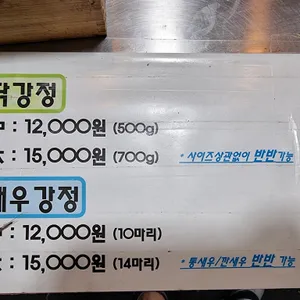 닭강정
: 12,000원 (500g)
: 15,000원 (700g) * 사이즈상관없이 반반가능
새우강정
: 12,000원 (10마리)
: 15,000원 (14마리) * 통새우/깐새우 반반 가능